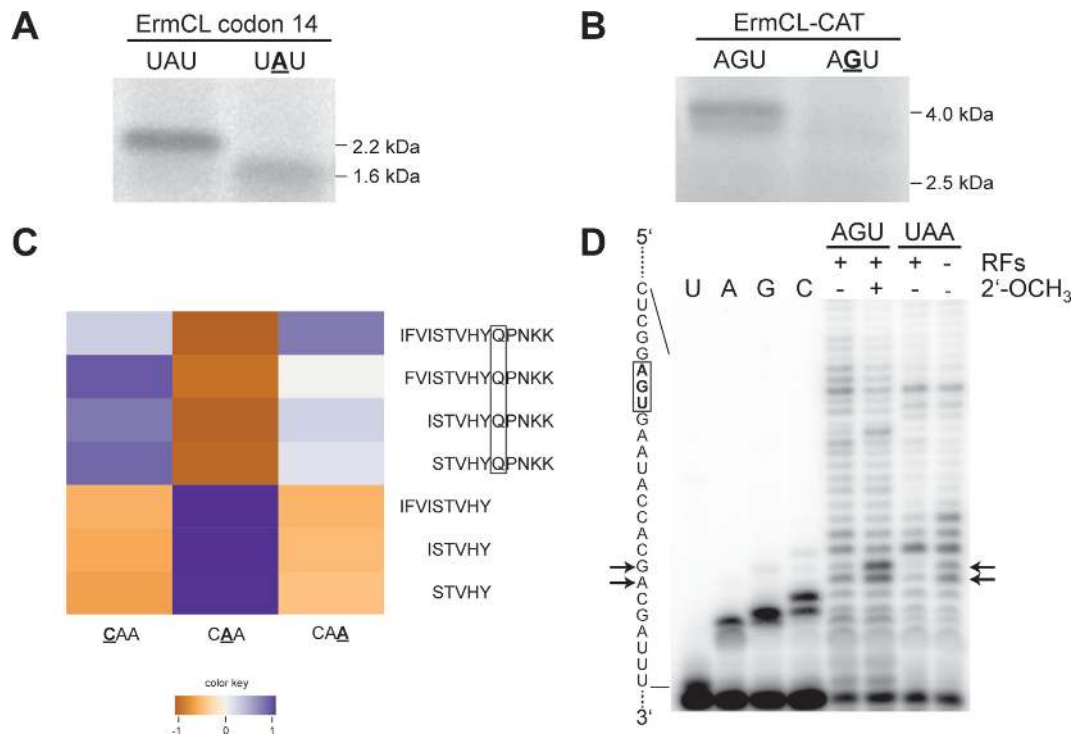 A
ErmCL codon 14
UAU UAU
2.2 kDa
1.6 kDa
B
ErmCL-CAT
AGU AGU
4.0 kDa
2.5 kDa
C
IFVISTVHYQPNKK
FVISTVHYQPNKK
ISTVHYQPNKK
STVHYQPNKK
IFVISTVHY
ISTVHY
STVHY
CAA CAA CAA
color key
-1 0 1
D
5‘
C
U
C
G
G
A
G
U
G
A
A
U
A
C
C
A
C
G
A
C
G
A
U
U
U
3‘
U A G C
AGU UAA
+ + + - RFs
- + - - 2‘-OCH3